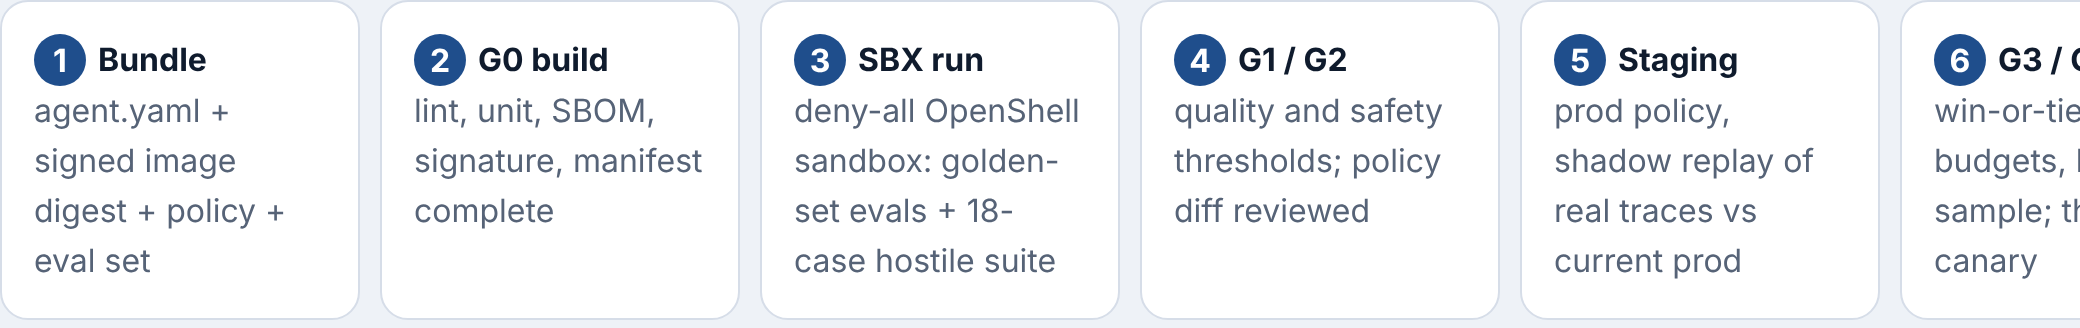 1 Bundle
agent.yaml +
signed image
digest + policy +
eval set
2 G0 build
lint, unit, SBOM,
signature, manifest
complete
3 SBX run
deny-all OpenShell
sandbox: golden-
set evals + 18-
case hostile suite
4 G1 / G2
quality and safety
thresholds; policy
diff reviewed
5 Staging
prod policy,
shadow replay of
real traces vs
current prod
6 G3 /
win-or-tie
budgets,
sample;
canary